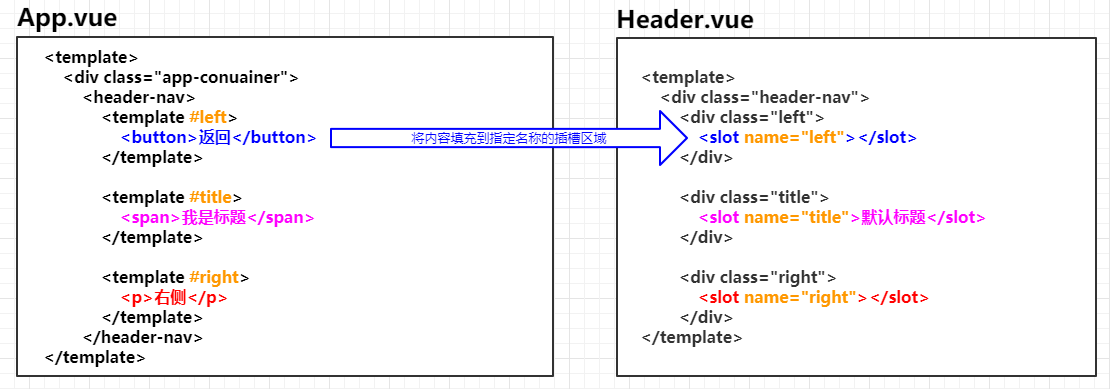 App.vue
<template>
<div class="app-conuainer">
<header-nav>
<template #left>
<button>返回</button>
</template>
<template #title>
<span>我是标题</span>
</template>
<template #right>
<p>右侧</p>
</template>
</header-nav>
</template>
将内容填充到指定名称的插槽区域
Header.vue
<template>
<div class="header-nav">
<div class="left">
<slot name="left"></slot>
</div>
<div class="title">
<slot name="title">默认标题</slot>
</div>
<div class="right">
<slot name="right"></slot>
</div>
</template>